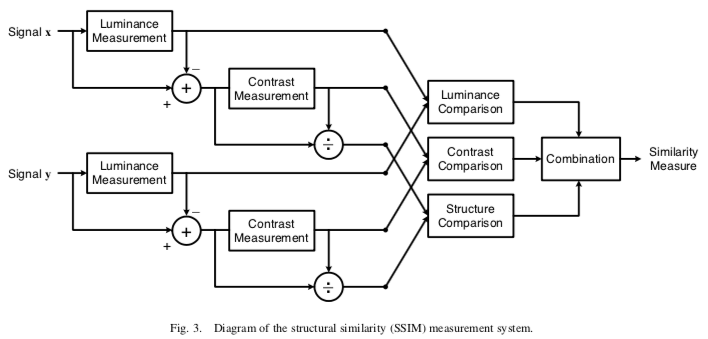 Signal x
Luminance
Measurement
−
+
+
Contrast
Measurement
÷
Signal y
Luminance
Measurement
−
+
+
Contrast
Measurement
÷
Luminance
Comparison
Contrast
Comparison
Structure
Comparison
Combination
Similarity
Measure
Fig. 3. Diagram of the structural similarity (SSIM) measurement system.